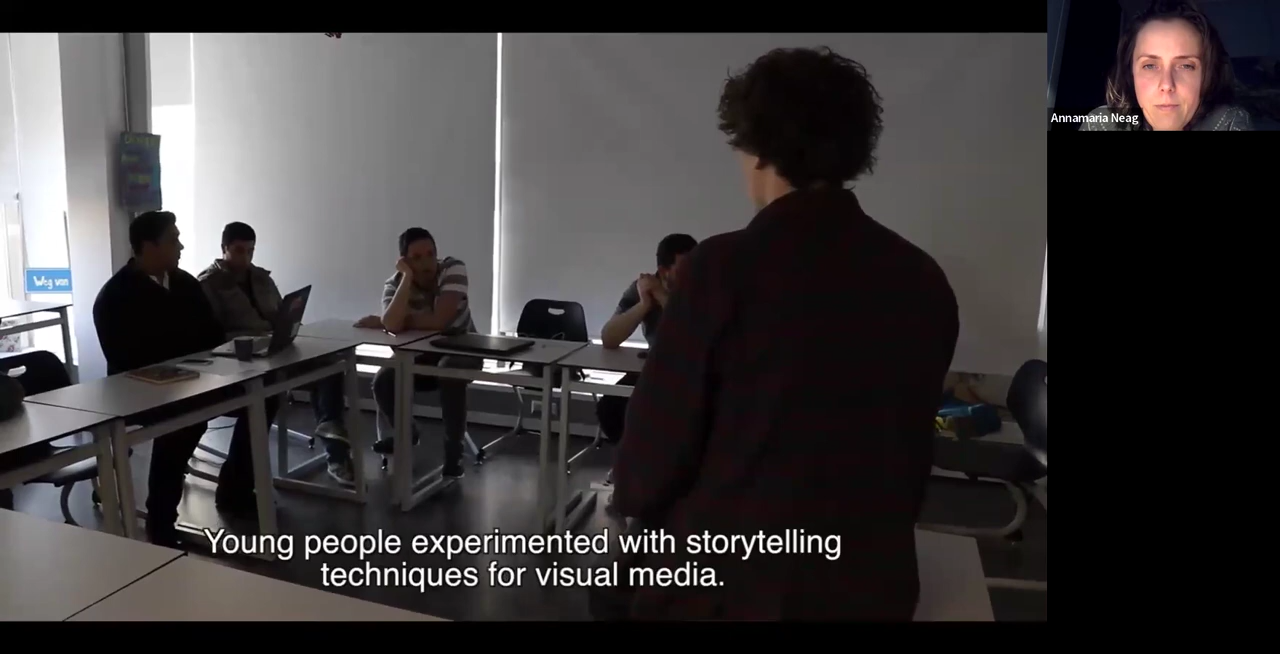 Annamaria Neag
Weg van
Young people experimented with storytelling
techniques for visual media.